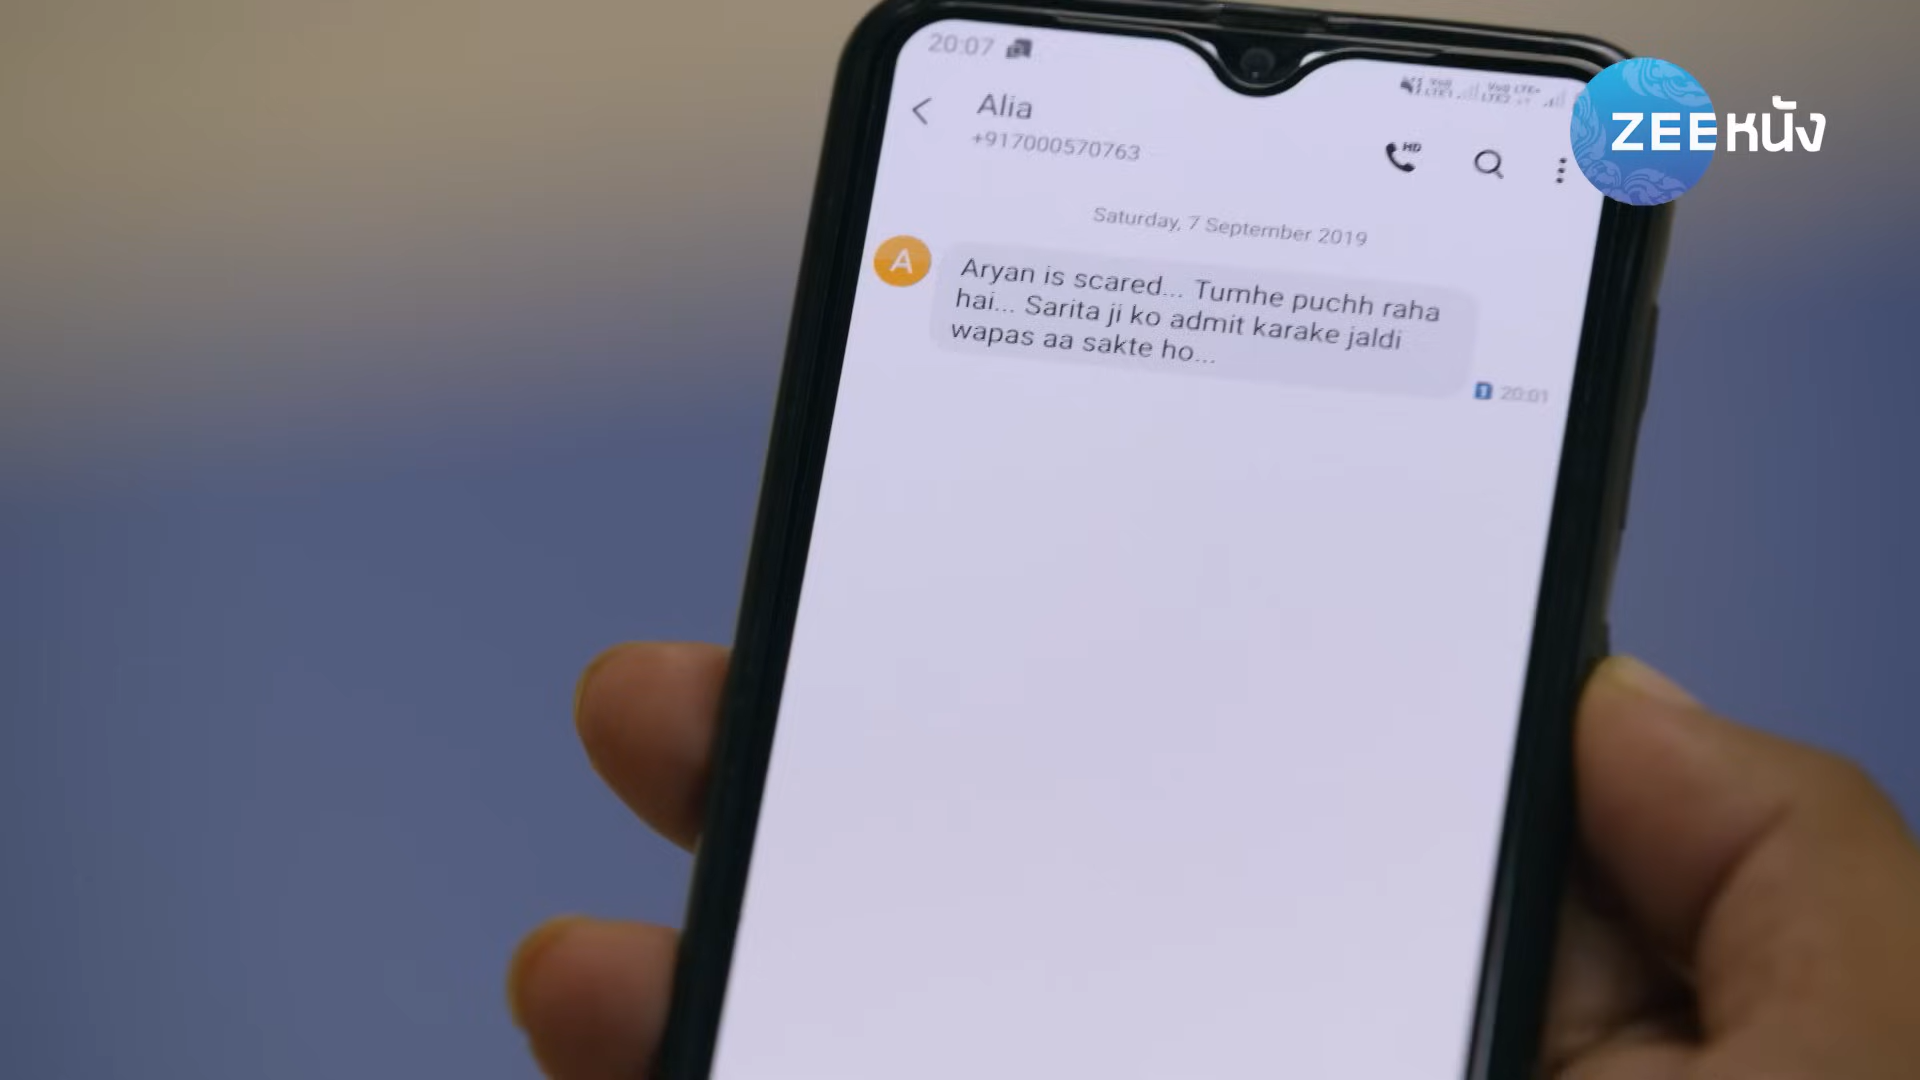 20:07
ZEE หนัง
Alia
+917000570763
HD
Saturday, 7 September 2019
A
Aryan is scared... Tumhe puchh raha
hai... Sarita ji ko admit karake jaldi
wapas aa sakte ho...
20:01